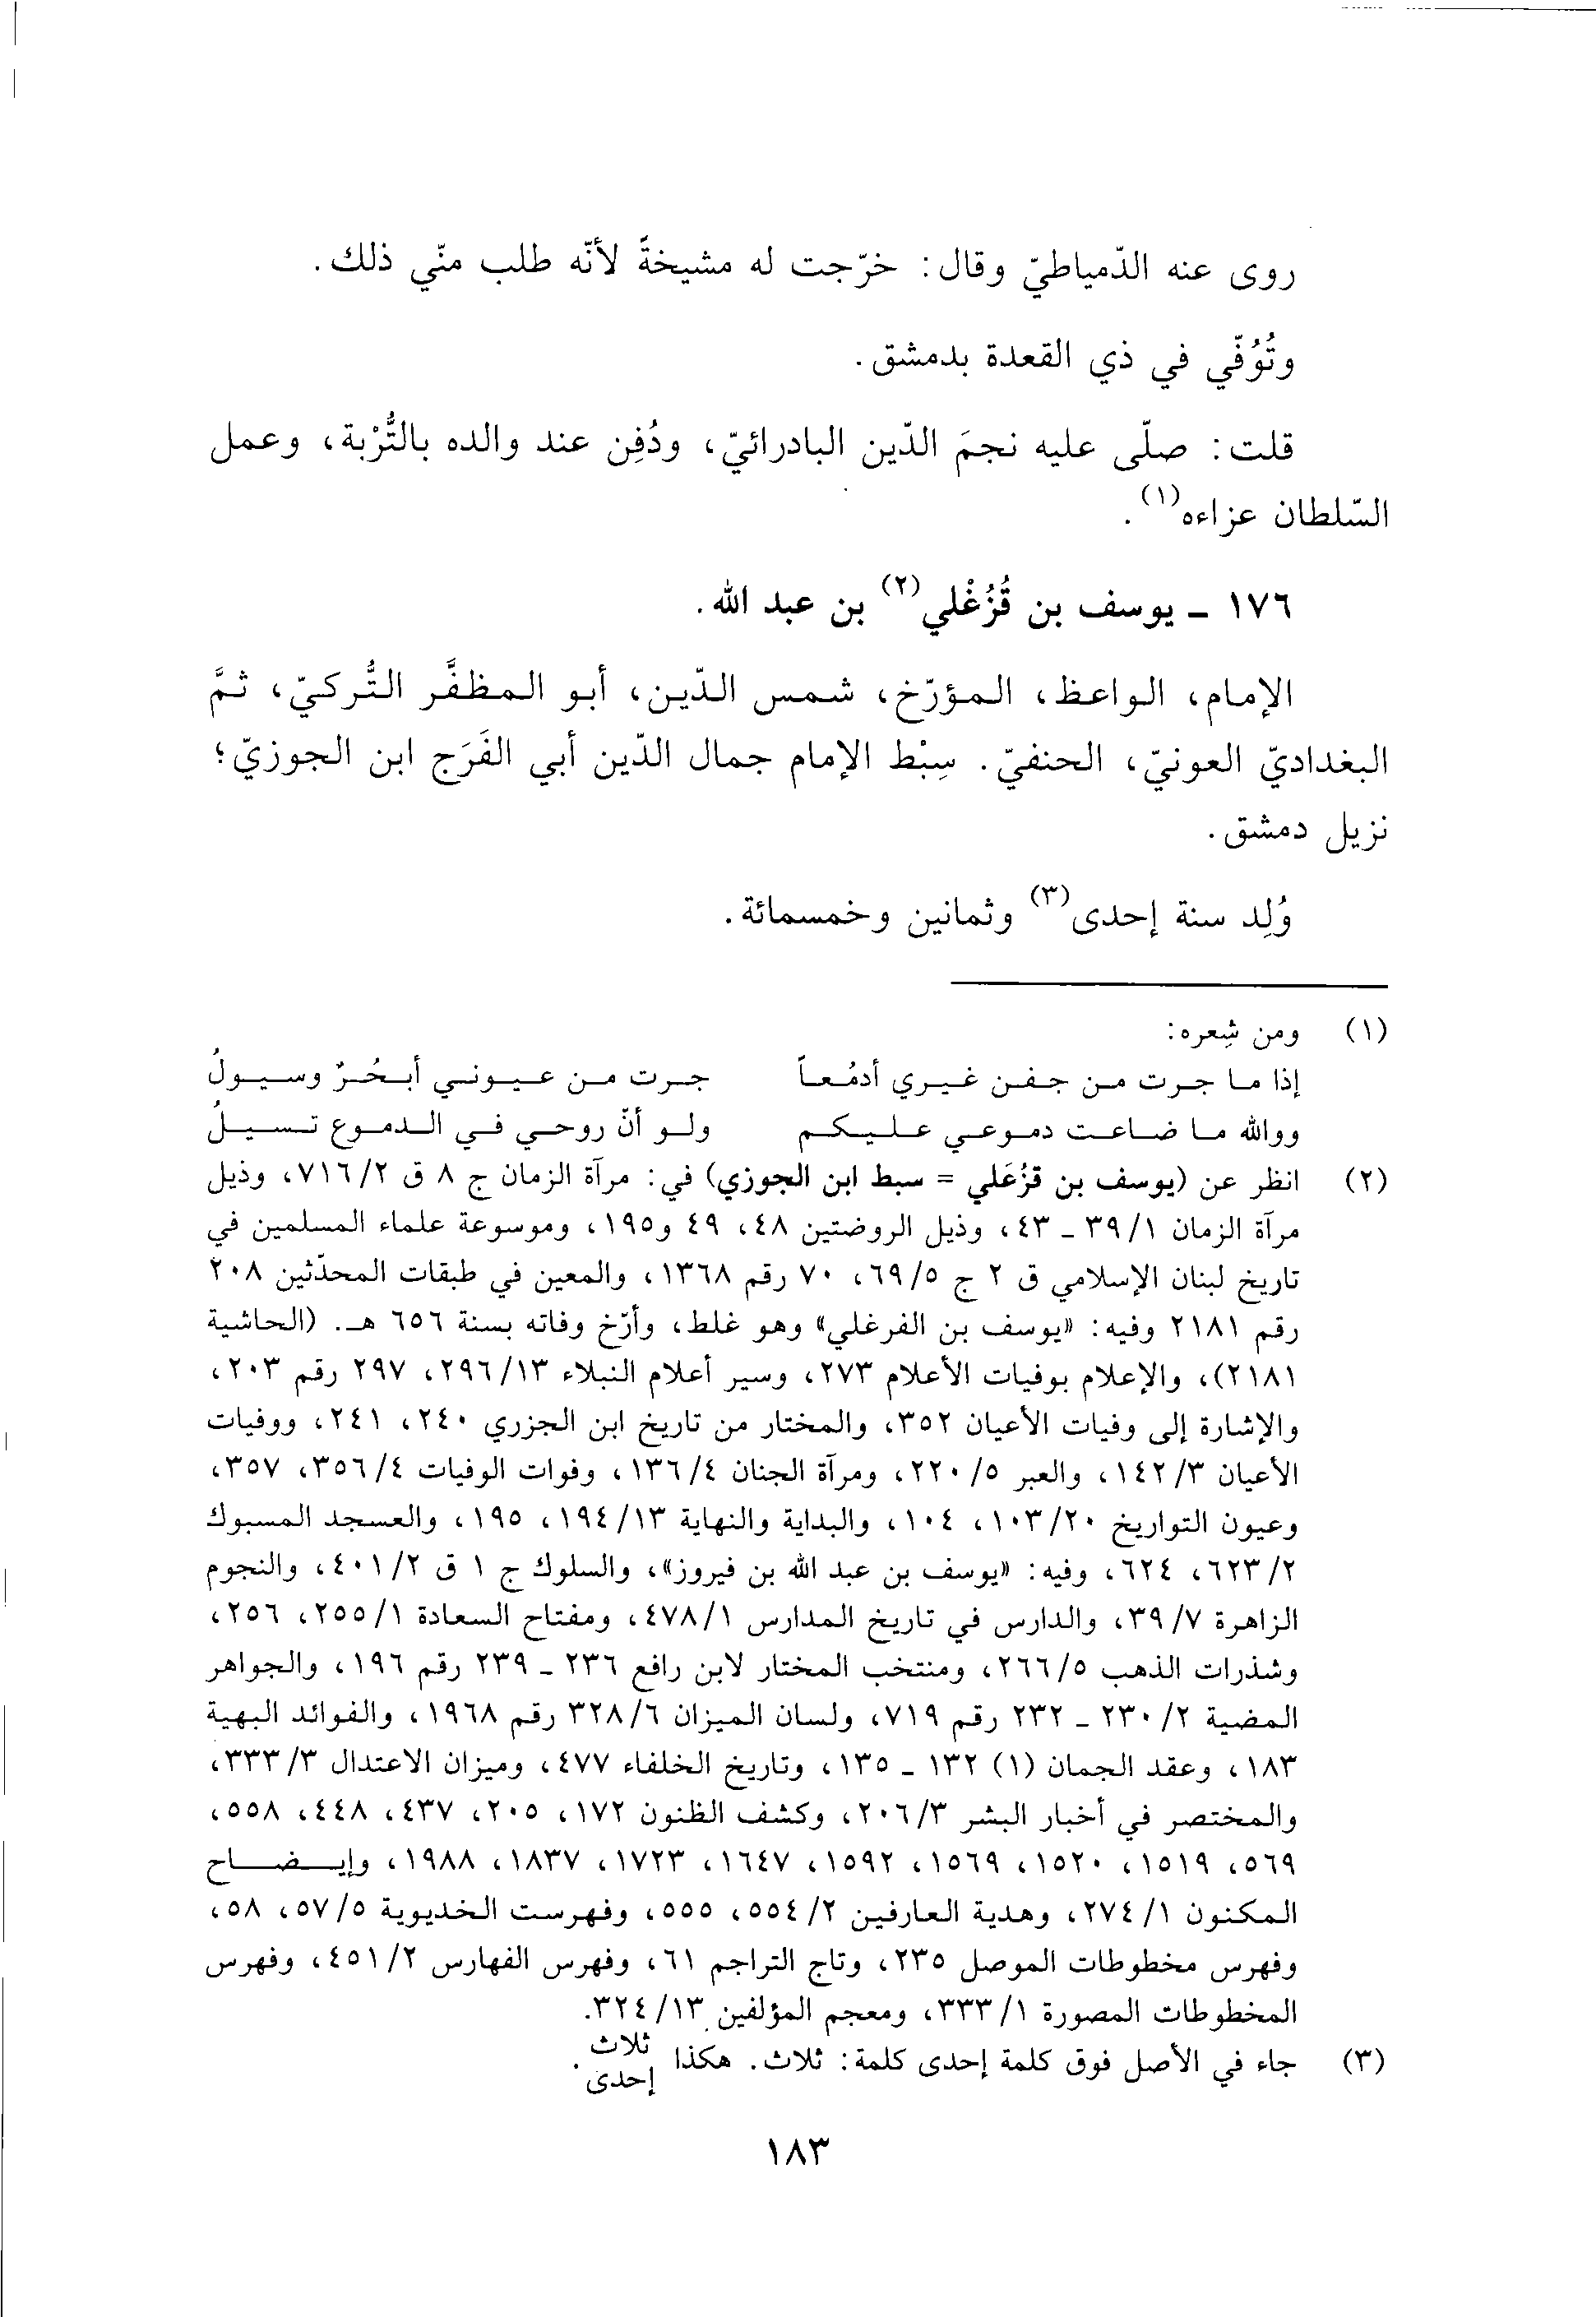 روى عنه الدّمياطيّ وقال: خرّجت له مشيخةً لأنّه طلب منّي ذلك.
وتُوُفّي في ذي القعدة بدمشق.
قلت: صلّى عليه نجمَ الدّين البادرائيّ، ودُفِن عند والده بالتُّرْبة، وعمل
السّلطان عزاءه(١).
١٧٦ ـ يوسف بن قُزُغْلي(٢) بن عبد الله.
الإمام، الواعظ، المؤرّخ، شمس الدّين، أبو المظفَّر التُّركيّ، ثمَّ
البغداديّ العونيّ، الحنفيّ. سِبْط الإمام جمال الدّين أبي الفَرَج ابن الجوزيّ؛
نزيل دمشق.
وُلِد سنة إحدى(٣) وثمانين وخمسمائة.
(١) ومن شِعره:
إذا ما جرت من جفن غيري أدمُعاً جرت من عيوني أبحُرٌ وسيولُ
ووالله ما ضاعت دموعي عليكم ولو أنّ روحي في الدموع تسيلُ
(٢) انظر عن (يوسف بن قزُغَلي = سبط ابن الجوزي) في: مرآة الزمان ج ٨ ق ٧١٦/٢، وذيل
مرآة الزمان ٣٩/١ ـ ٤٣، وذيل الروضتين ٤٨، ٤٩ و١٩٥، وموسوعة علماء المسلمين في
تاريخ لبنان الإسلامي ق ٢ ج ٦٩/٥، ٧٠ رقم ١٣٦٨، والمعين في طبقات المحدّثين ٢٠٨
رقم ٢١٨١ وفيه: «يوسف بن الفرغلي» وهو غلط، وأرّخ وفاته بسنة ٦٥٦ هـ. (الحاشية
٢١٨١)، والإعلام بوفيات الأعلام ٢٧٣، وسير أعلام النبلاء ٢٩٦/١٣، ٢٩٧ رقم ٢٠٣،
والإشارة إلى وفيات الأعيان ٣٥٢، والمختار من تاريخ ابن الجزري ٢٤٠، ٢٤١، ووفيات
الأعيان ١٤٢/٣، والعبر ٢٢٠/٥، ومرآة الجنان ١٣٦/٤، وفوات الوفيات ٣٥٦/٤، ٣٥٧،
وعيون التواريخ ١٠٣/٢٠، ١٠٤، والبداية والنهاية ١٩٤/١٣، ١٩٥، والعسجد المسبوك
٦٢٣/٢، ٦٢٤، وفيه: «يوسف بن عبد الله بن فيروز»، والسلوك ج ١ ق ٤٠١/٢، والنجوم
الزاهرة ٣٩/٧، والدارس في تاريخ المدارس ٤٧٨/١، ومفتاح السعادة ٢٥٥/١، ٢٥٦،
وشذرات الذهب ٢٦٦/٥، ومنتخب المختار لابن رافع ٢٣٦ ـ ٢٣٩ رقم ١٩٦، والجواهر
المضية ٢٣٠/٢ ـ ٢٣٢ رقم ٧١٩، ولسان الميزان ٣٢٨/٦ رقم ١٩٦٨، والفوائد البهية
١٨٣، وعقد الجمان (١) ١٣٢ ـ ١٣٥، وتاريخ الخلفاء ٤٧٧، وميزان الاعتدال ٣٣٣/٣،
والمختصر في أخبار البشر ٢٠٦/٣، وكشف الظنون ١٧٢، ٢٠٥، ٤٣٧، ٤٤٨، ٥٥٨،
٥٦٩، ١٥١٩، ١٥٢٠، ١٥٦٩، ١٥٩٢، ١٦٤٧، ١٧٢٣، ١٨٣٧، ١٩٨٨، وإيضاح
المكنون ٢٧٤/١، وهدية العارفين ٥٥٤/٢، ٥٥٥، وفهرست الخديوية ٥٧/٥، ٥٨،
وفهرس مخطوطات الموصل ٢٣٥، وتاج التراجم ٦١، وفهرس الفهارس ٤٥١/٢، وفهرس
المخطوطات المصورة ٣٣٣/١، ومعجم المؤلفين ٣٢٤/١٣.
(٣) جاء في الأصل فوق كلمة إحدى كلمة: ثلاث. هكذا ثلاث
إحدى.
١٨٣